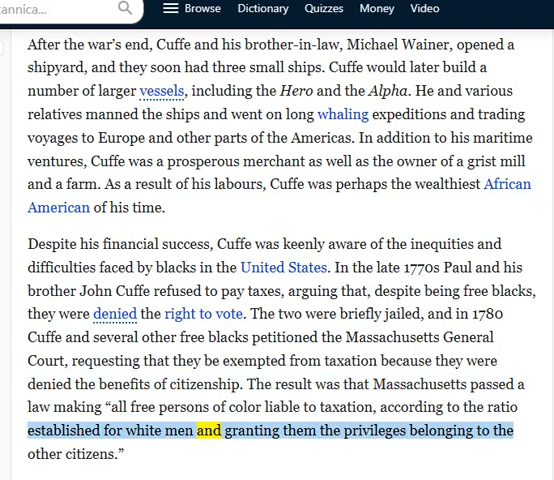 annica...
Browse Dictionary Quizzes Money Video
After the war’s end, Cuffe and his brother-in-law, Michael Wainer, opened a
shipyard, and they soon had three small ships. Cuffe would later build a
number of larger vessels, including the Hero and the Alpha. He and various
relatives manned the ships and went on long whaling expeditions and trading
voyages to Europe and other parts of the Americas. In addition to his maritime
ventures, Cuffe was a prosperous merchant as well as the owner of a grist mill
and a farm. As a result of his labours, Cuffe was perhaps the wealthiest African
American of his time.
Despite his financial success, Cuffe was keenly aware of the inequities and
difficulties faced by blacks in the United States. In the late 1770s Paul and his
brother John Cuffe refused to pay taxes, arguing that, despite being free blacks,
they were denied the right to vote. The two were briefly jailed, and in 1780
Cuffe and several other free blacks petitioned the Massachusetts General
Court, requesting that they be exempted from taxation because they were
denied the benefits of citizenship. The result was that Massachusetts passed a
law making “all free persons of color liable to taxation, according to the ratio
established for white men and granting them the privileges belonging to the
other citizens.”